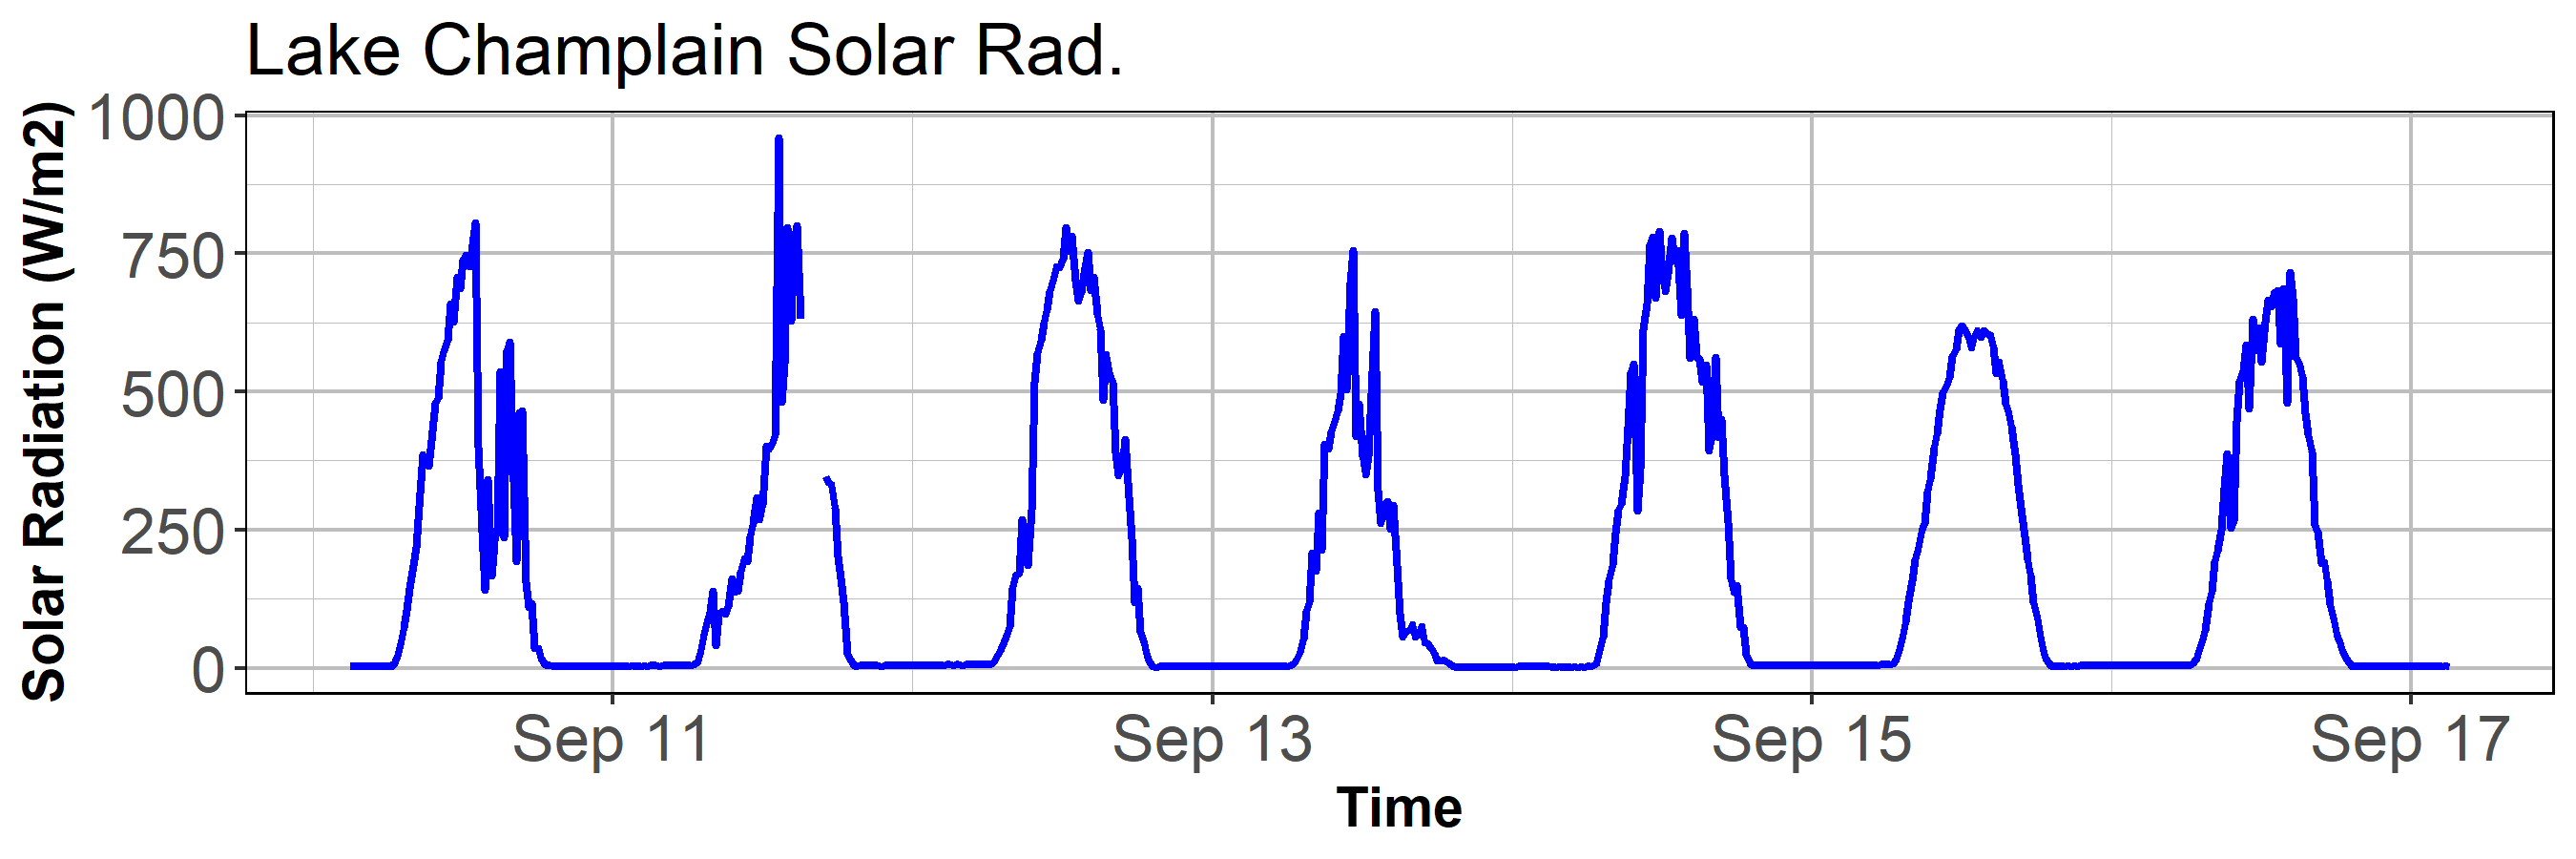 Lake Champlain Solar Rad.
Solar Radiation (W/m2)
1000
750
500
250
0
Sep 11 Sep 13 Sep 15 Sep 17
Time